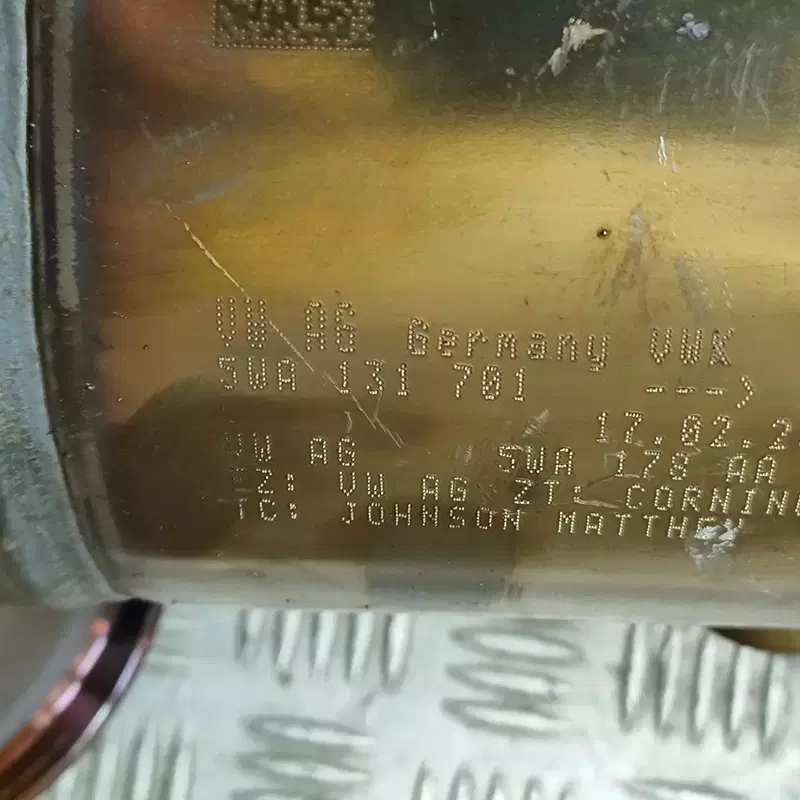 VW AG Germany VWK
5WA 131 701 --->
17.02.2
VW AG 5WA 178 AA
TZ: VW AG ZT: CORNING
TC: JOHNSON MATTHEY